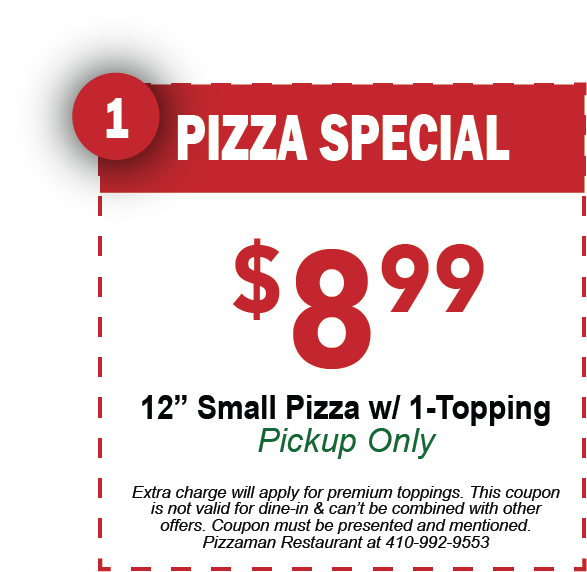 1
PIZZA SPECIAL
$8.99
12” Small Pizza w/ 1-Topping
Pickup Only
Extra charge will apply for premium toppings. This coupon
is not valid for dine-in & can’t be combined with other
offers. Coupon must be presented and mentioned.
Pizzaman Restaurant at 410-992-9553